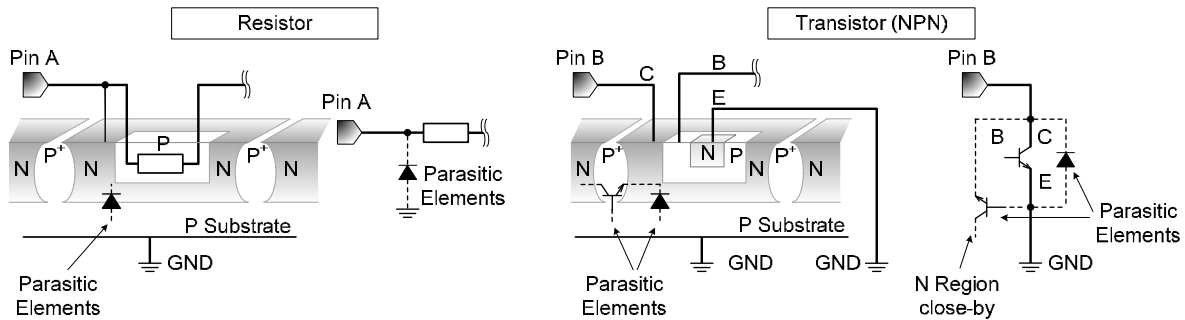 Resistor
Transistor (NPN)
Pin A
Pin A
N
P+
N
P
P+
N
N
Parasitic
Elements
P Substrate
GND
Parasitic
Elements
Pin B
C
B
E
N
P+
N
N
P
P+
N
N
P Substrate
GND
GND
Parasitic
Elements
Pin B
B
C
E
Parasitic
Elements
GND
N Region
close-by